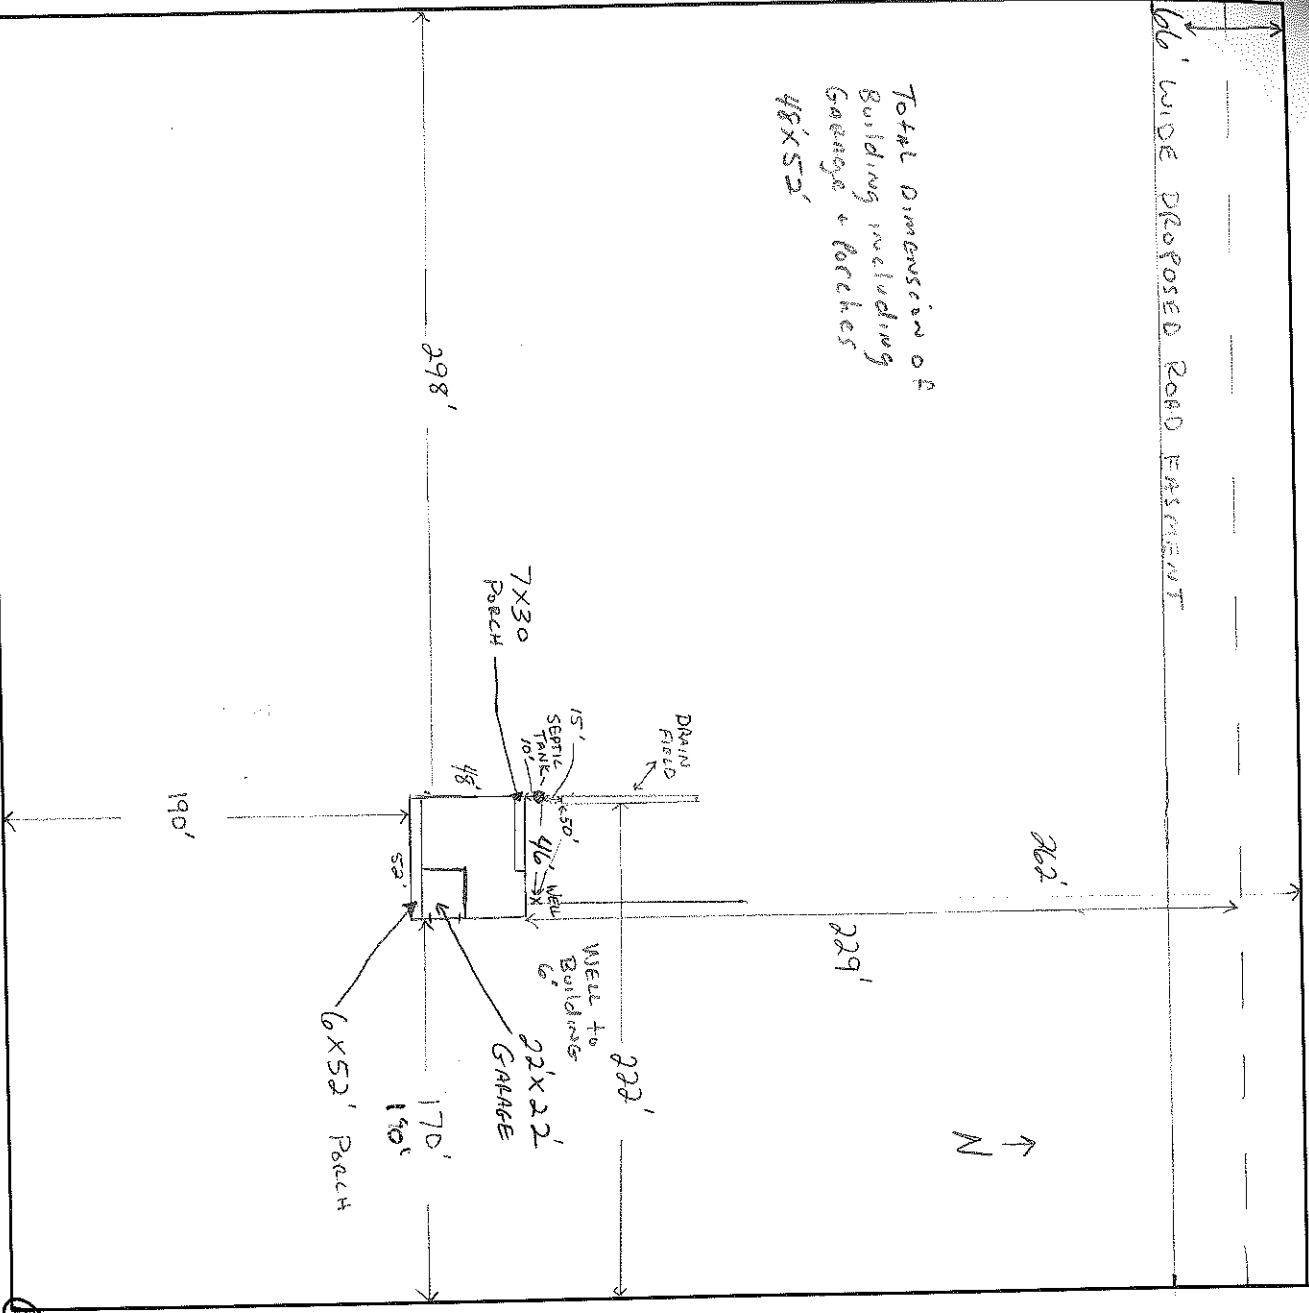 66' WIDE PROPOSED ROAD EASMENT
Total Dimension of
Building including
Garage + Porches
48'X52'
298'
7X30
PORCH
15'
SEPTIC
TANK
10'
DRAIN
FIELD
50'
46'
WELL
X
48'
52'
190'
262'
229'
WELL to
Building
6'
222'
22'X22'
GARAGE
170'
190'
6X52' PORCH
N